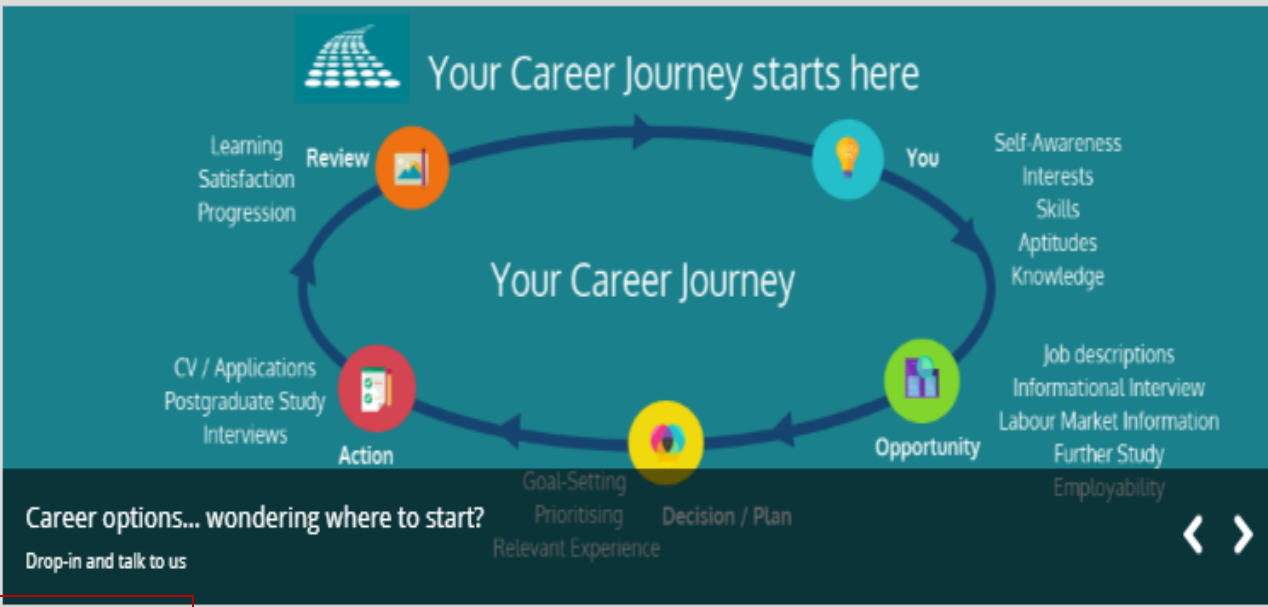 Your Career Journey starts here
Learning
Satisfaction
Progression
Review
You
Self-Awareness
Interests
Skills
Aptitudes
Knowledge
Your Career Journey
CV / Applications
Postgraduate Study
Interviews
Action
Opportunity
Job descriptions
Informational Interview
Labour Market Information
Further Study
Employability
Goal-Setting
Prioritising
Relevant Experience
Decision / Plan
Career options... wondering where to start?
Drop-in and talk to us